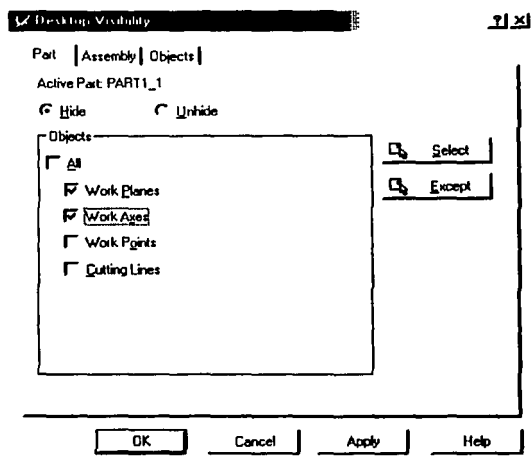 Desktop Visibility
Part Assembly Objects
Active Part: PART1_1
Hide Unhide
Objects
All
Select
Work Planes
Except
Work Axes
Work Points
Cutting Lines
OK Cancel Apply Help